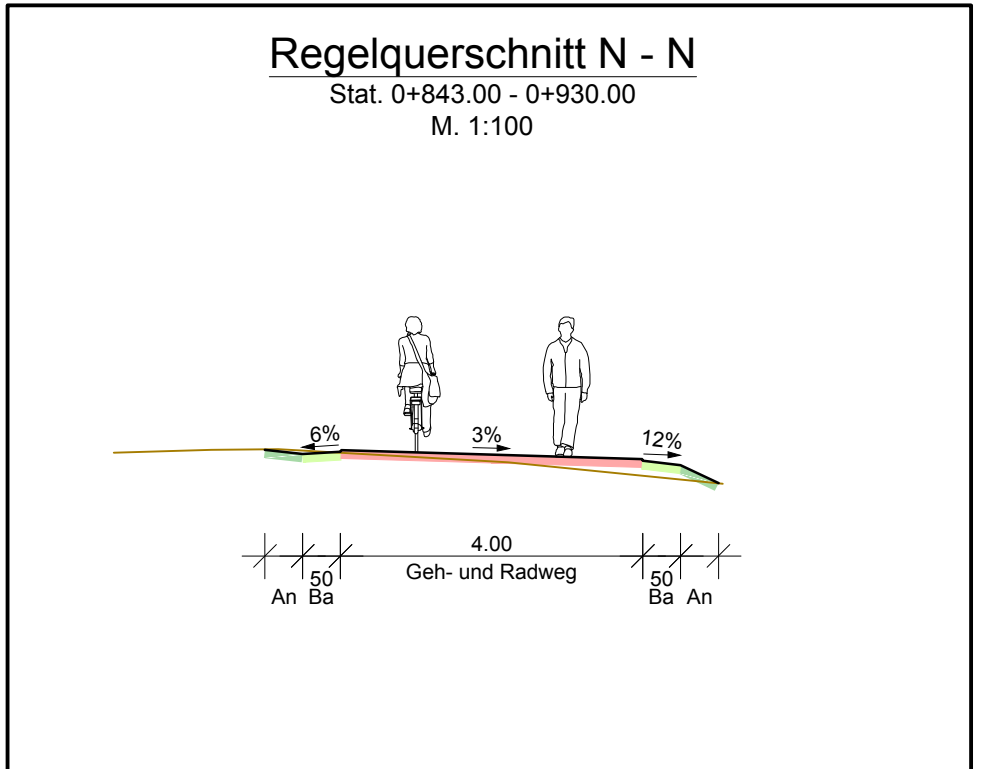 Regelquerschnitt N - N
Stat. 0+843.00 - 0+930.00
M. 1:100
6% 3% 12%
4.00
50 Geh- und Radweg 50
An Ba Ba An